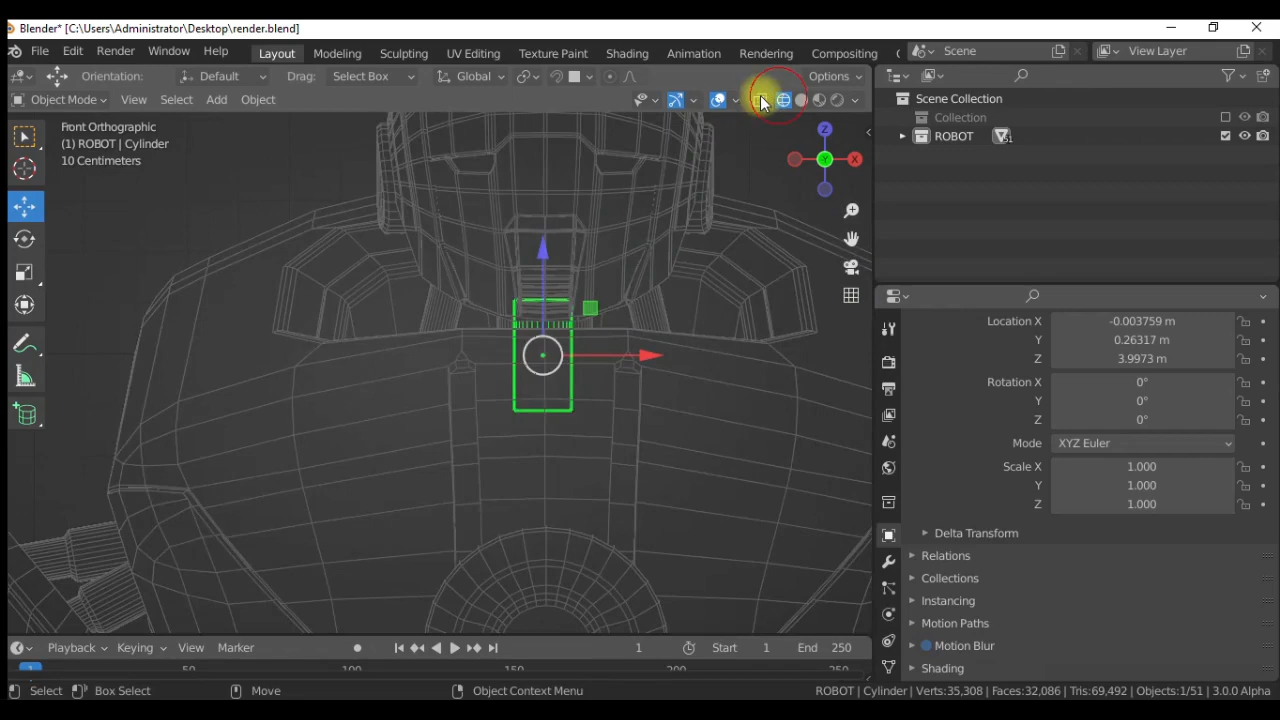 Blender* [C:\Users\Administrator\Desktop\render.blend]
File Edit Render Window Help
Layout Modeling Sculpting UV Editing Texture Paint Shading Animation Rendering Compositing
Scene
View Layer
Orientation: Default Drag: Select Box Global Options
Object Mode View Select Add Object
Front Orthographic
(1) ROBOT | Cylinder
10 Centimeters
Z
X
Y
Scene Collection
Collection
ROBOT
51
Location X -0.003759 m
Y 0.26317 m
Z 3.9973 m
Rotation X 0°
Y 0°
Z 0°
Mode XYZ Euler
Scale X 1.000
Y 1.000
Z 1.000
Delta Transform
Relations
Collections
Instancing
Motion Paths
Motion Blur
Shading
Playback Keying View Marker 1 Start 1 End 250
1 50 100 150 200 250
Select Box Select Move Object Context Menu
ROBOT | Cylinder | Verts:35,308 | Faces:32,086 | Tris:69,492 | Objects:1/51 | 3.0.0 Alpha